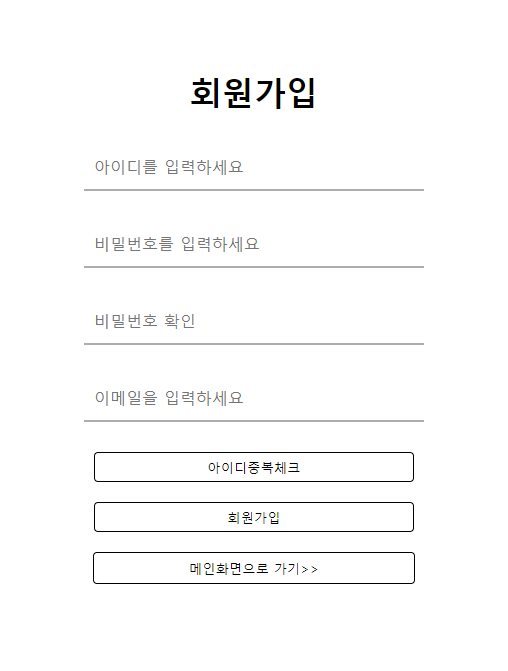 회원가입
아이디를 입력하세요
비밀번호를 입력하세요
비밀번호 확인
이메일을 입력하세요
아이디중복체크
회원가입
메인화면으로 가기>>